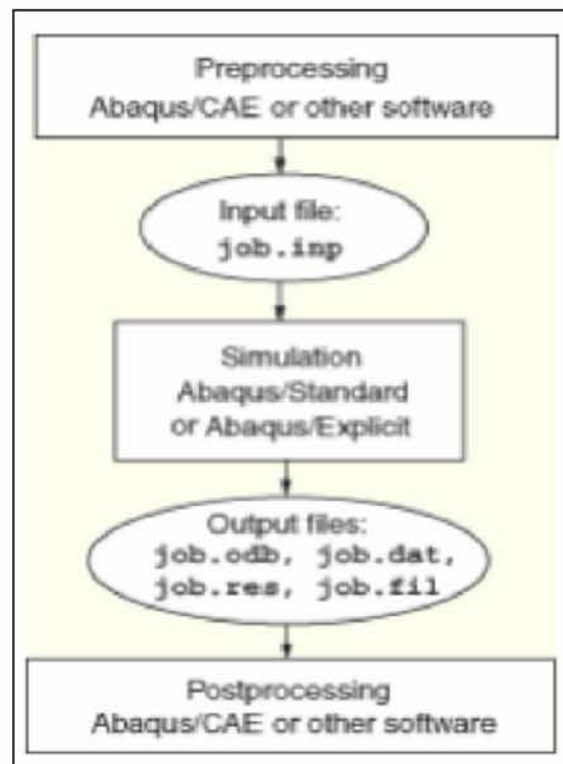 Preprocessing
Abaqus/CAE or other software
Input file:
job.inp
Simulation
Abaqus/Standard
or Abaqus/Explicit
Output files:
job.odb, job.dat,
job.res, job.fil
Postprocessing
Abaqus/CAE or other software